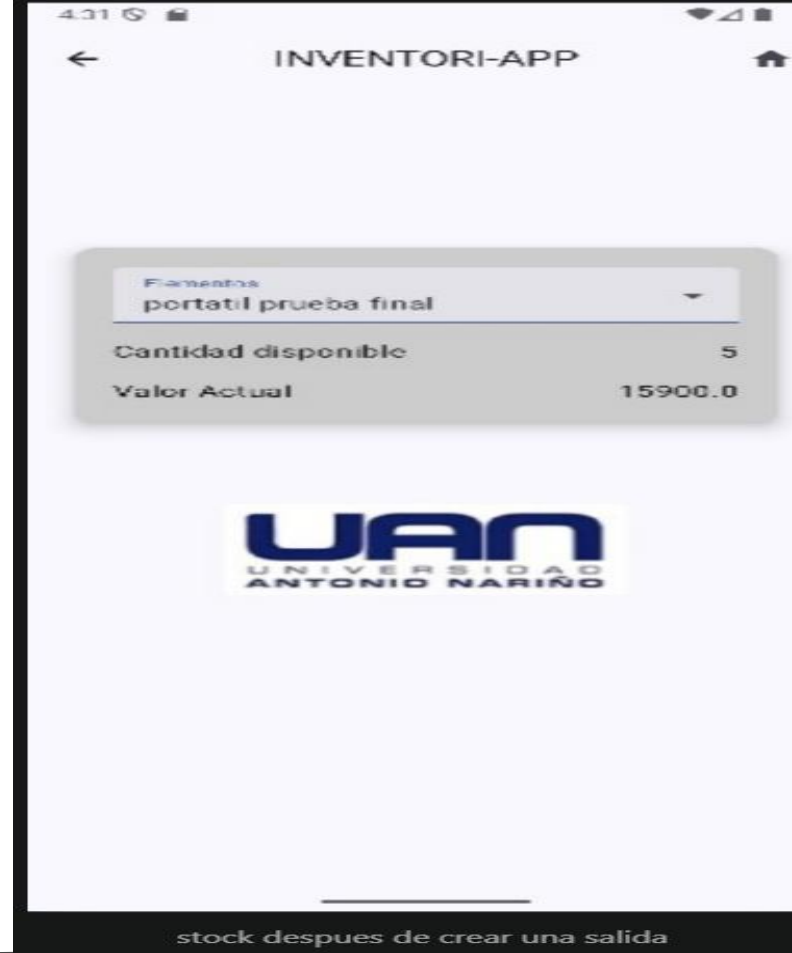 4:31
INVENTORI-APP
Elementos
portatil prueba final
Cantidad disponible 5
Valor Actual 15900.0
UAN
UNIVERSIDAD
ANTONIO NARIÑO
stock despues de crear una salida